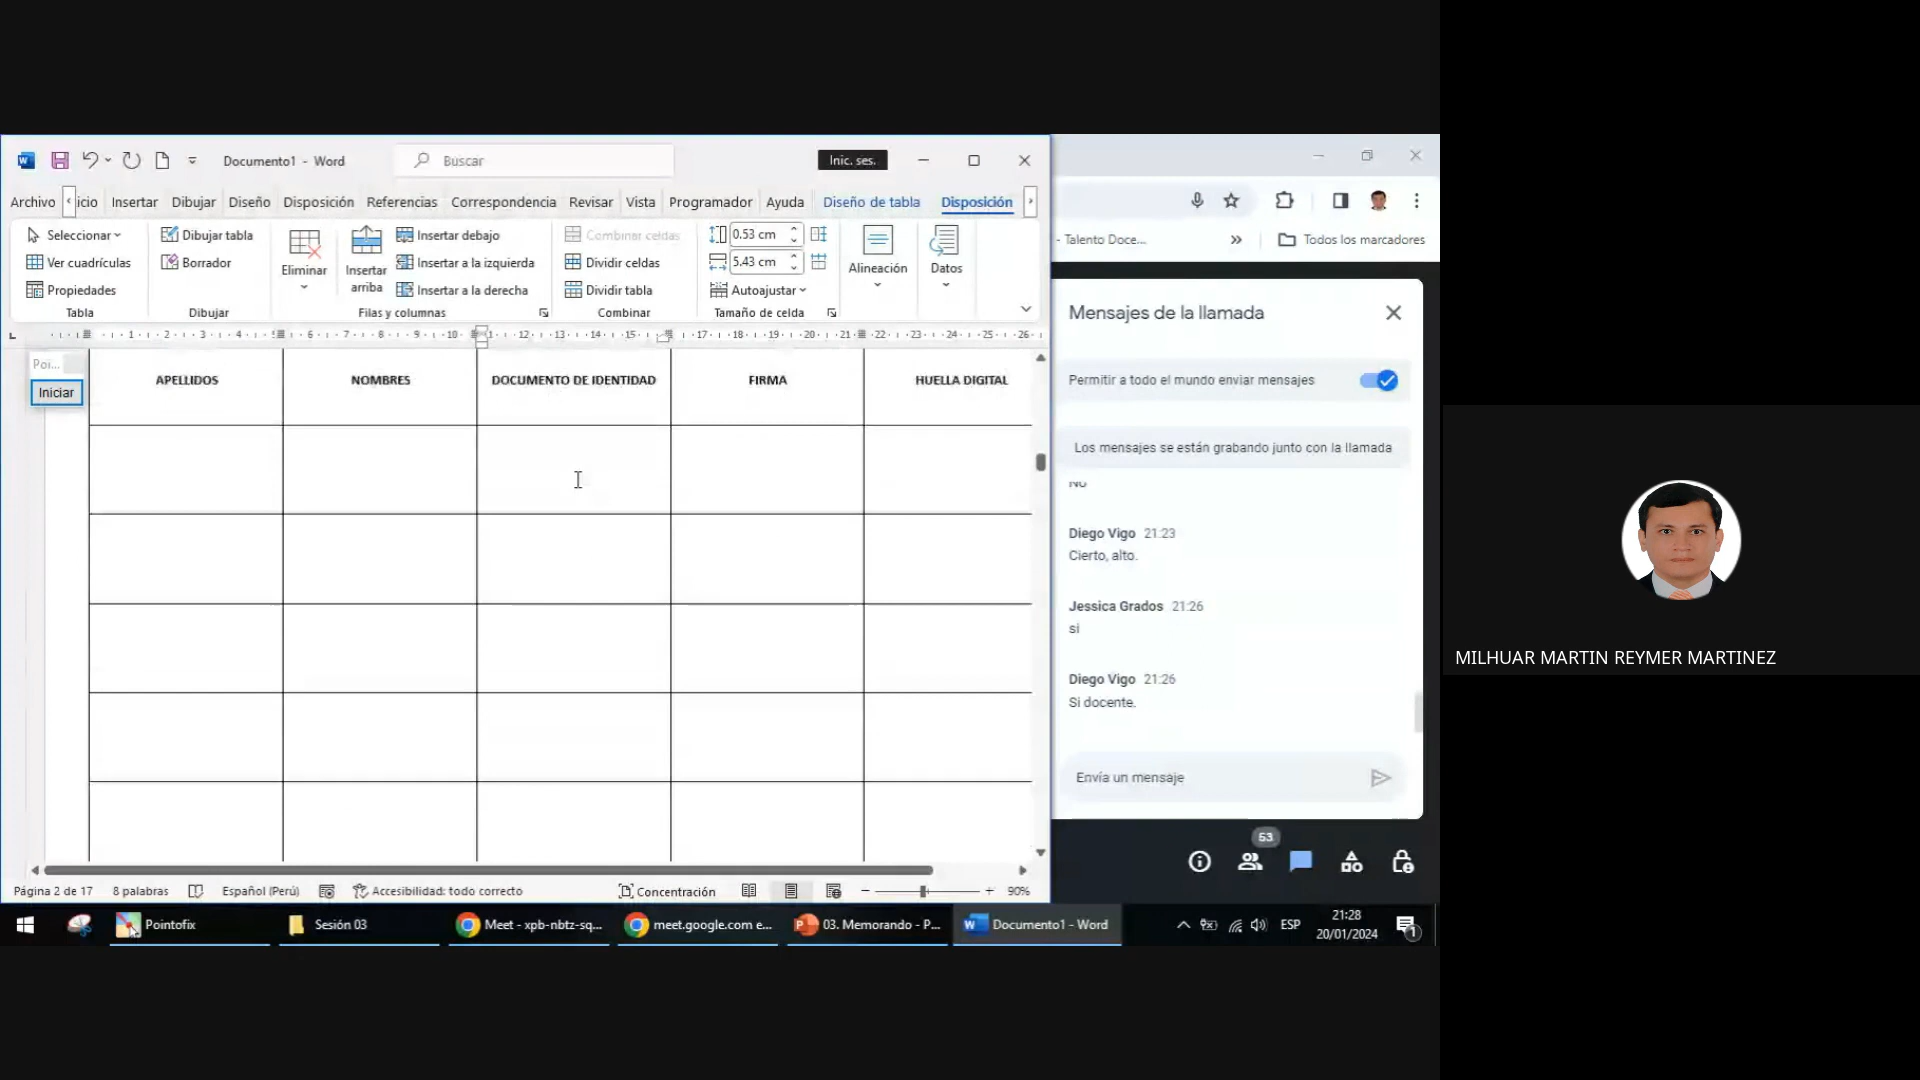 Documento1 - Word
Buscar
Inic. ses.
Archivo icio Insertar Dibujar Diseño Disposición Referencias Correspondencia Revisar Vista Programador Ayuda Diseño de tabla Disposición
Seleccionar
Ver cuadrículas
Propiedades
Tabla
Dibujar tabla
Borrador
Dibujar
Eliminar
Insertar arriba
Insertar debajo
Insertar a la izquierda
Insertar a la derecha
Filas y columnas
Combinar celdas
Dividir celdas
Dividir tabla
Combinar
0.53 cm
5.43 cm
Autoajustar
Tamaño de celda
Alineación
Datos
Poi...
Iniciar
APELLIDOS NOMBRES DOCUMENTO DE IDENTIDAD FIRMA HUELLA DIGITAL
Página 2 de 17 8 palabras Español (Perú) Accesibilidad: todo correcto Concentración 90%
- Talento Doce... Todos los marcadores
Mensajes de la llamada
Permitir a todo el mundo enviar mensajes
Los mensajes se están grabando junto con la llamada
Diego Vigo 21:23
Cierto, alto.
Jessica Grados 21:26
si
Diego Vigo 21:26
Si docente.
Envía un mensaje
53
Pointofix
Sesión 03
Meet - xpb-nbtz-sq...
meet.google.com e...
03. Memorando - P...
Documento1 - Word
ESP
21:28
20/01/2024
1
MILHUAR MARTIN REYMER MARTINEZ